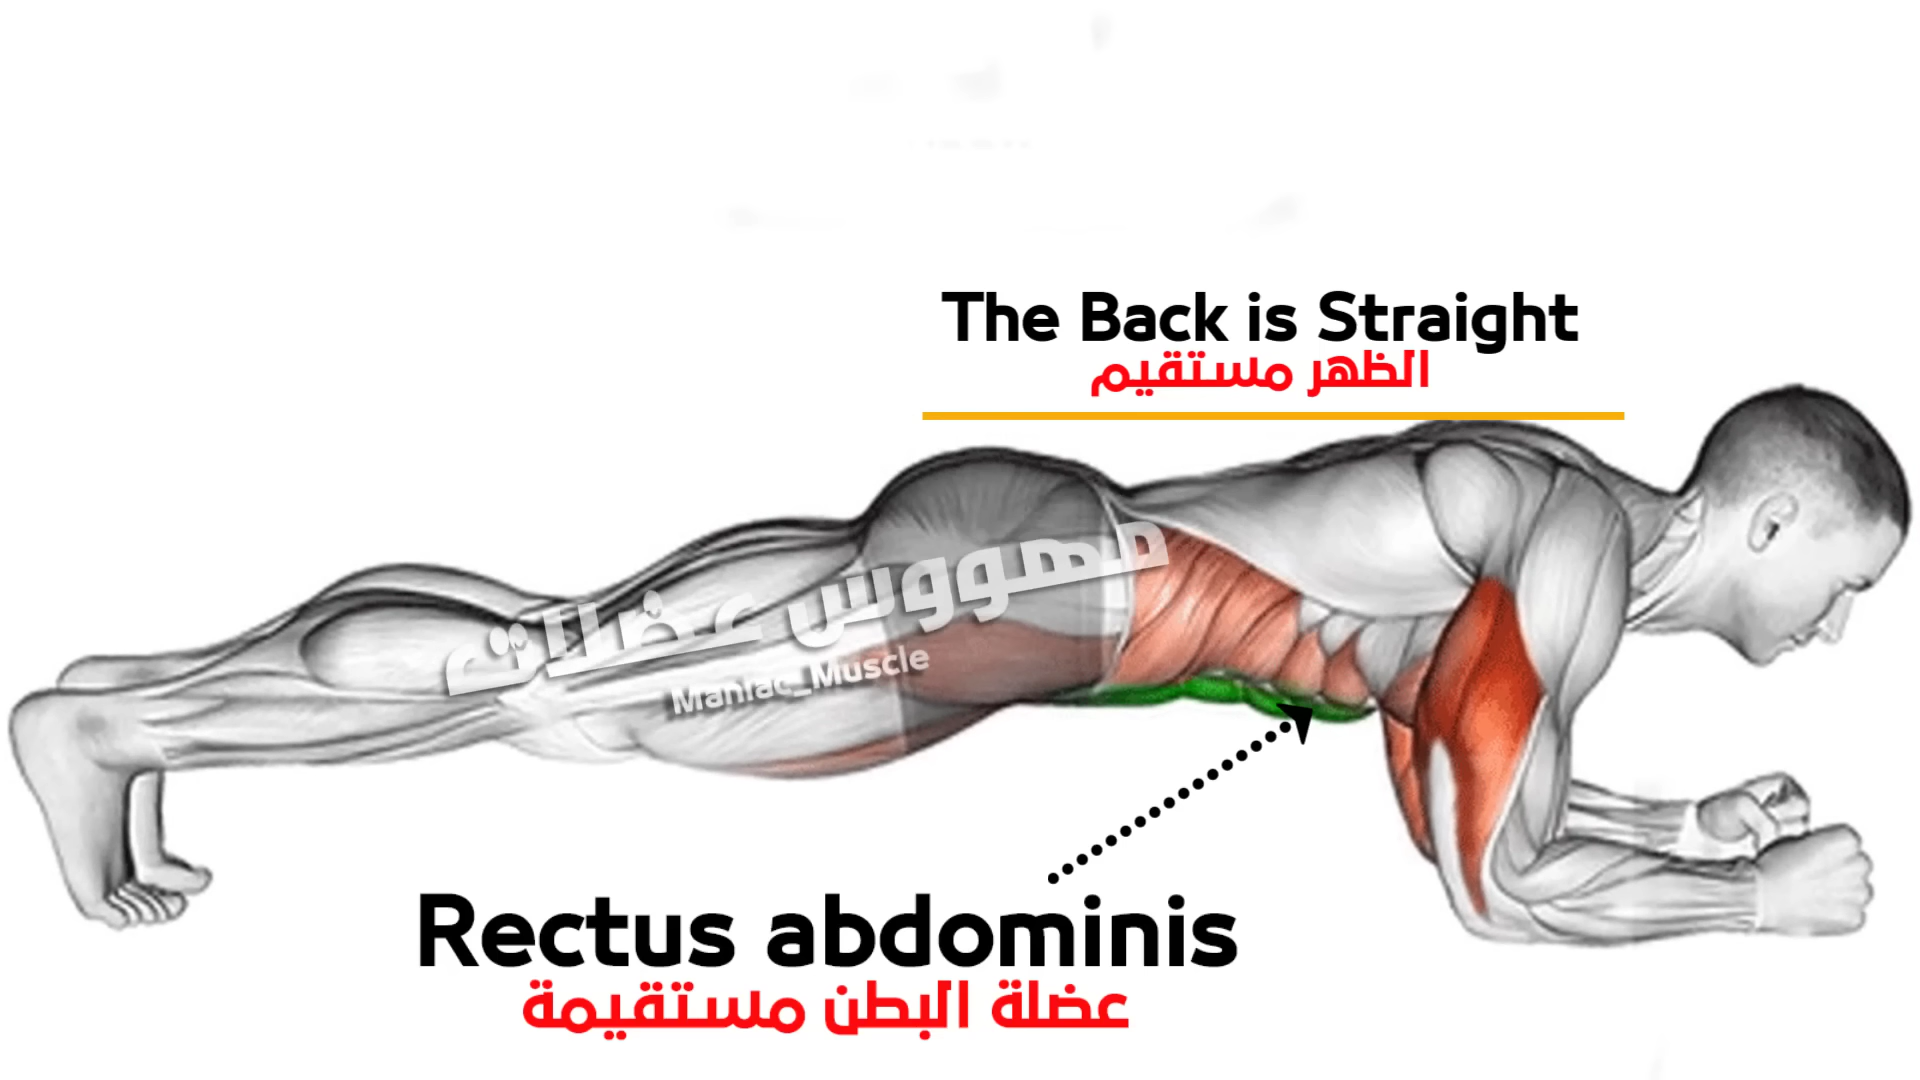 The Back is Straight
الظهر مستقيم
مهووس عضلات
Maniac_Muscle
Rectus abdominis
عضلة البطن مستقيمة